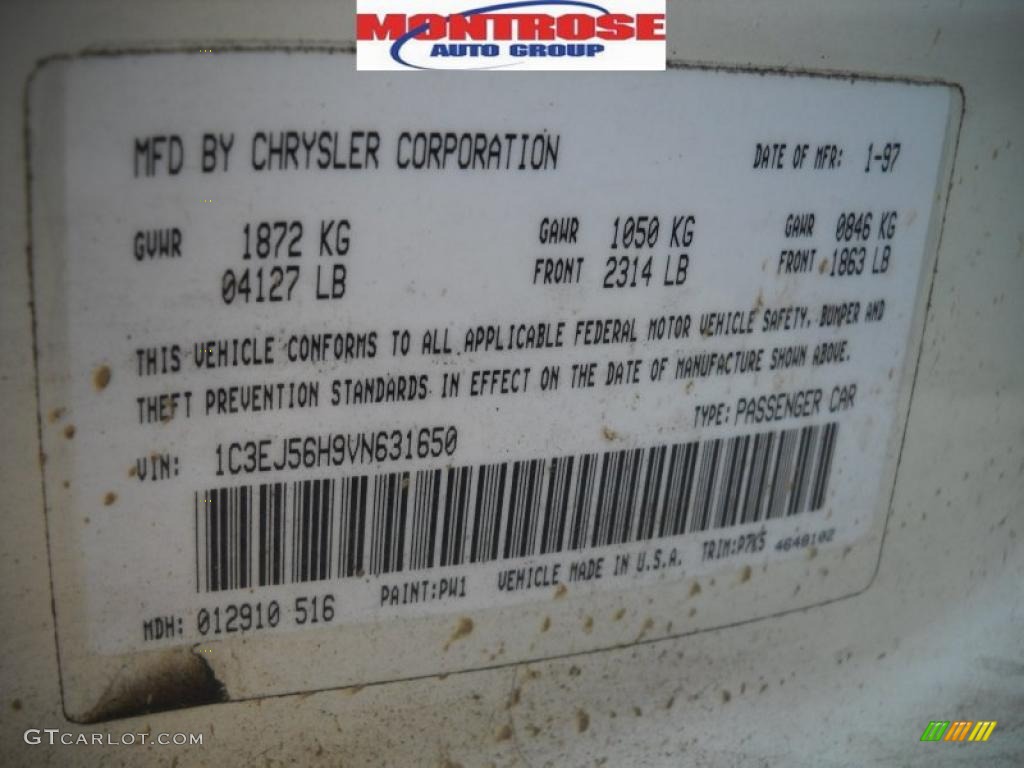 MONTROSE
AUTO GROUP
MFD BY CHRYSLER CORPORATION DATE OF MFR: 1-97
GVWR 1872 KG GAWR 1050 KG GAWR 0846 KG
04127 LB FRONT 2314 LB FRONT 1863 LB
THIS VEHICLE CONFORMS TO ALL APPLICABLE FEDERAL MOTOR VEHICLE SAFETY, BUMPER AND
THEFT PREVENTION STANDARDS IN EFFECT ON THE DATE OF MANUFACTURE SHOWN ABOVE.
VIN: 1C3EJ56H9VN631650 TYPE: PASSENGER CAR
MDH: 012910 516 PAINT: PW1 VEHICLE MADE IN U.S.A. TRIM: P7K5 4648102
GTCARLOT.COM